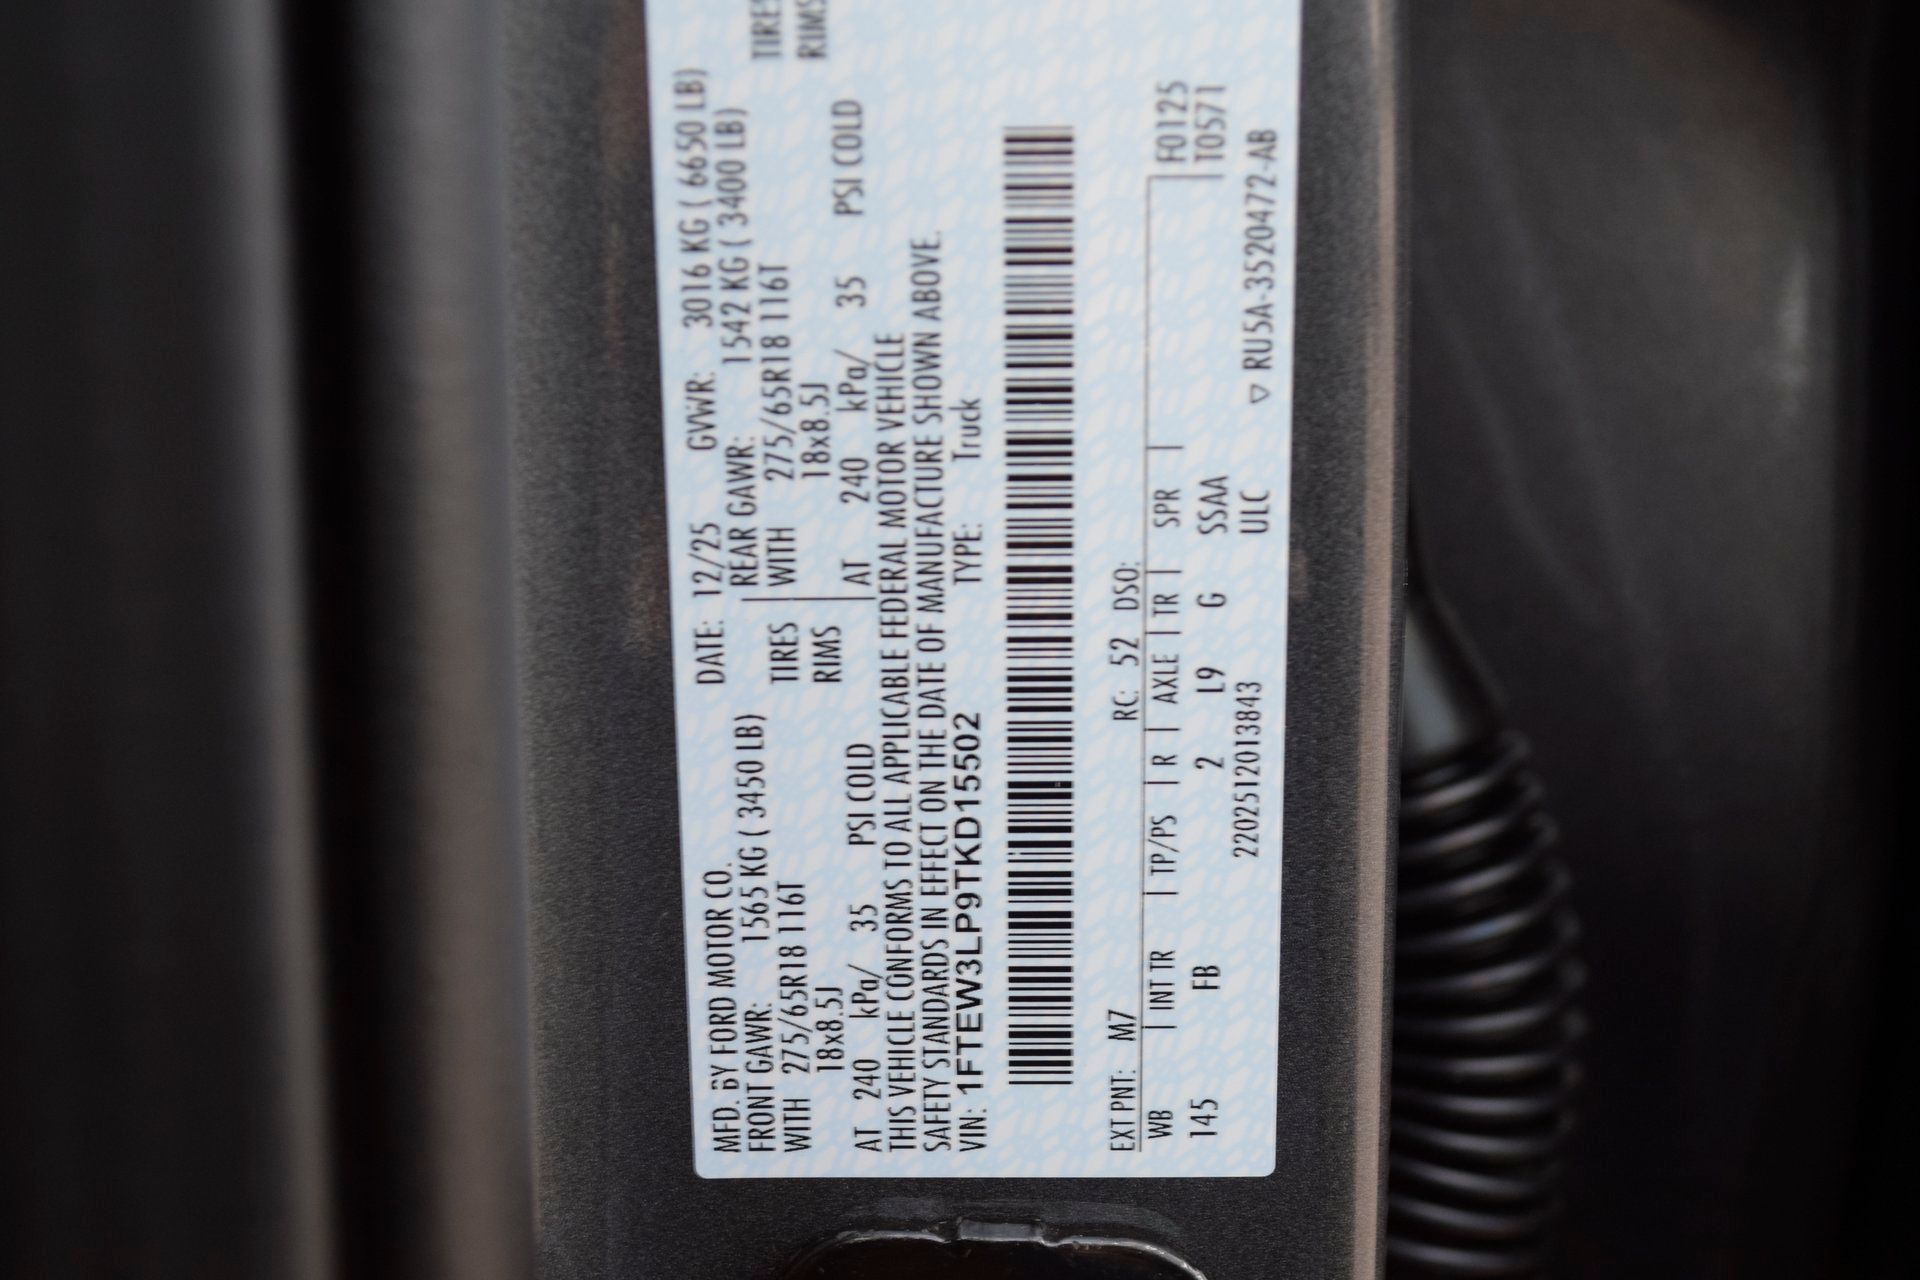 MFD. BY FORD MOTOR CO. DATE: 12/25 GVWR: 3016 KG ( 6650 LB)
FRONT GAWR: 1565 KG ( 3450 LB) REAR GAWR: 1542 KG ( 3400 LB)
WITH 275/65R18 116T TIRES WITH 275/65R18 116T TIRES
18x8.5J RIMS 18x8.5J RIMS
AT 240 kPa/ 35 PSI COLD AT 240 kPa/ 35 PSI COLD
THIS VEHICLE CONFORMS TO ALL APPLICABLE FEDERAL MOTOR VEHICLE
SAFETY STANDARDS IN EFFECT ON THE DATE OF MANUFACTURE SHOWN ABOVE.
VIN: 1FTEW3LP9TKD15502 TYPE: Truck
EXT PNT: M7 RC: 52 DSO:
WB INT TR TP/PS R AXLE TR SPR F0125
145 FB 2 L9 G SSAA T0571
2202512013843 ULC ▽ RU5A-3520472-AB